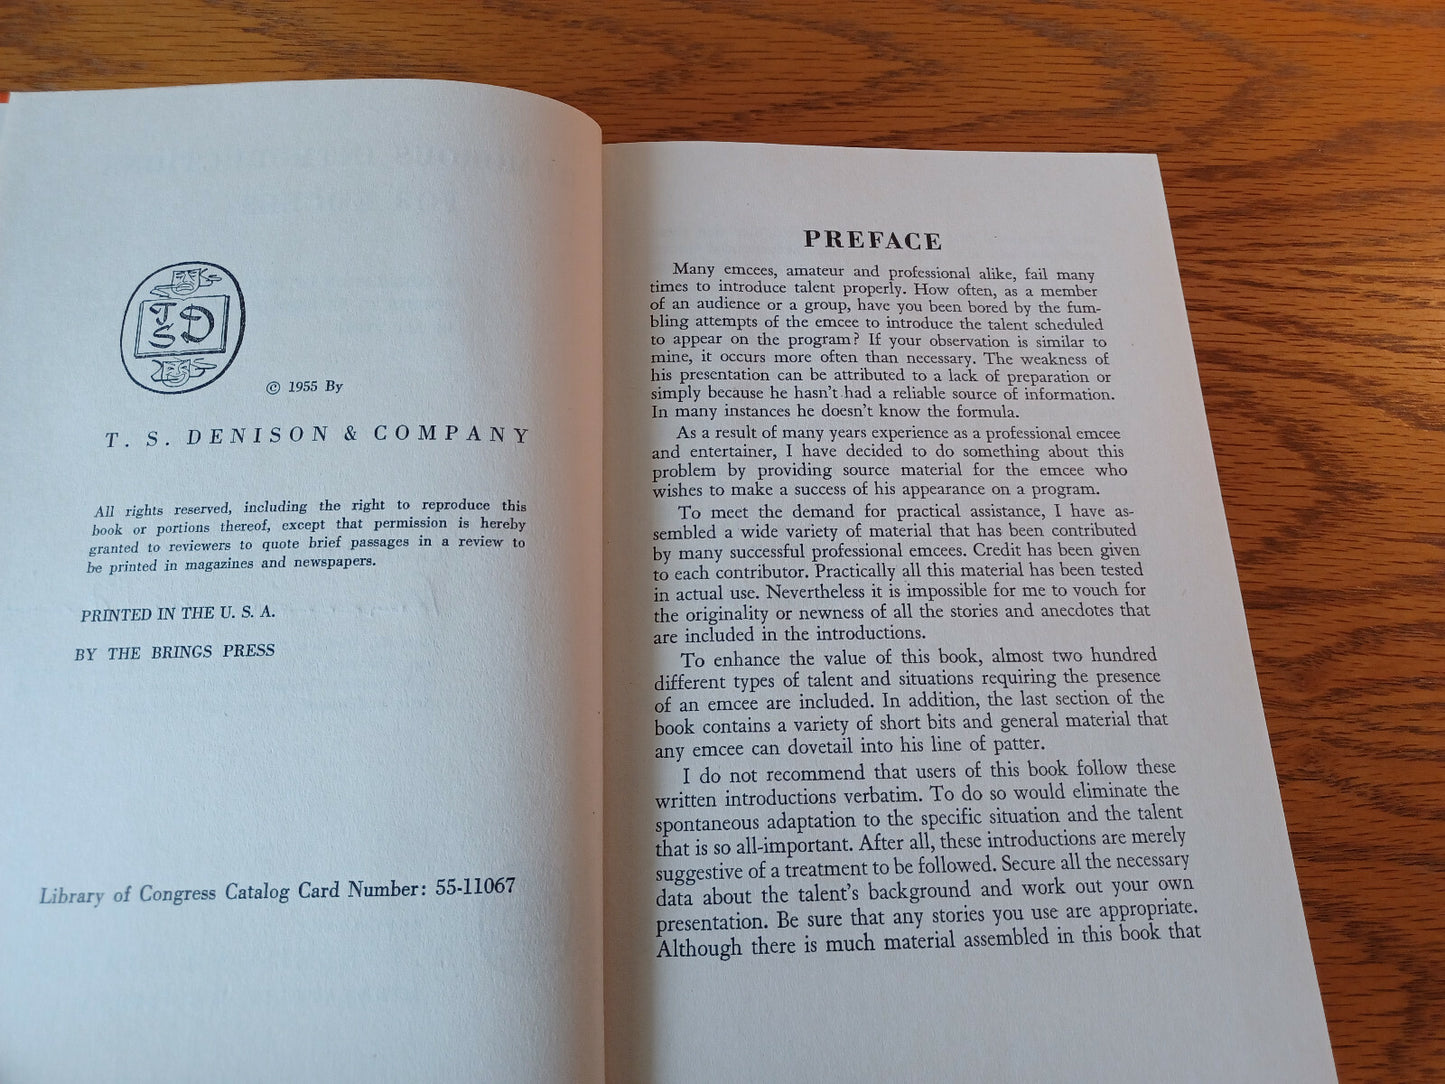 T
S D
© 1955 By
T. S. DENISON & COMPANY
All rights reserved, including the right to reproduce this
book or portions thereof, except that permission is hereby
granted to reviewers to quote brief passages in a review to
be printed in magazines and newspapers.
PRINTED IN THE U. S. A.
BY THE BRINGS PRESS
Library of Congress Catalog Card Number: 55-11067
PREFACE
Many emcees, amateur and professional alike, fail many
times to introduce talent properly. How often, as a member
of an audience or a group, have you been bored by the fum-
bling attempts of the emcee to introduce the talent scheduled
to appear on the program? If your observation is similar to
mine, it occurs more often than necessary. The weakness of
his presentation can be attributed to a lack of preparation or
simply because he hasn't had a reliable source of information.
In many instances he doesn't know the formula.
As a result of many years experience as a professional emcee
and entertainer, I have decided to do something about this
problem by providing source material for the emcee who
wishes to make a success of his appearance on a program.
To meet the demand for practical assistance, I have as-
sembled a wide variety of material that has been contributed
by many successful professional emcees. Credit has been given
to each contributor. Practically all this material has been tested
in actual use. Nevertheless it is impossible for me to vouch for
the originality or newness of all the stories and anecdotes that
are included in the introductions.
To enhance the value of this book, almost two hundred
different types of talent and situations requiring the presence
of an emcee are included. In addition, the last section of the
book contains a variety of short bits and general material that
any emcee can dovetail into his line of patter.
I do not recommend that users of this book follow these
written introductions verbatim. To do so would eliminate the
spontaneous adaptation to the specific situation and the talent
that is so all-important. After all, these introductions are merely
suggestive of a treatment to be followed. Secure all the necessary
data about the talent's background and work out your own
presentation. Be sure that any stories you use are appropriate.
Although there is much material assembled in this book that